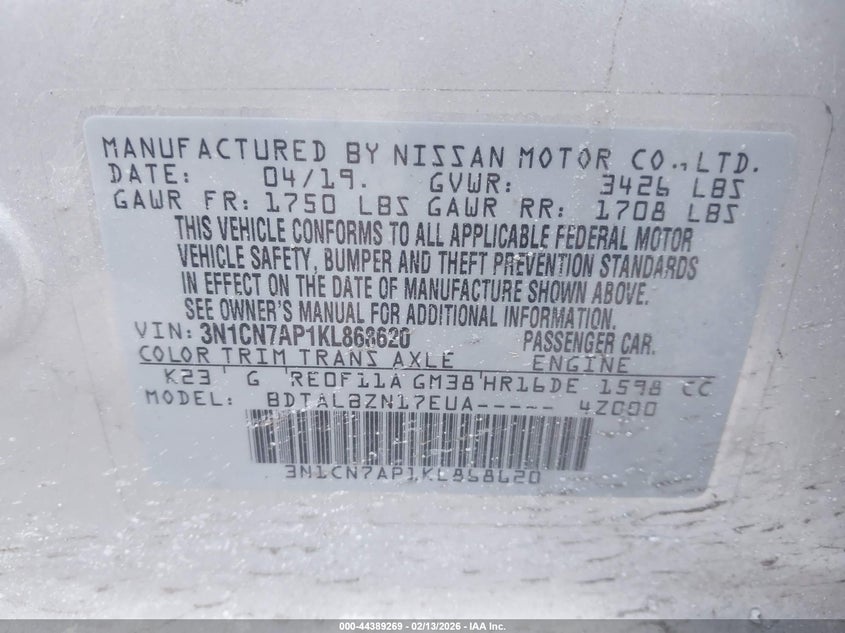 MANUFACTURED BY NISSAN MOTOR CO., LTD.
DATE: 04/19. GVWR: 3426 LBS
GAWR FR: 1750 LBS GAWR RR: 1708 LBS
THIS VEHICLE CONFORMS TO ALL APPLICABLE FEDERAL MOTOR
VEHICLE SAFETY, BUMPER AND THEFT PREVENTION STANDARDS
IN EFFECT ON THE DATE OF MANUFACTURE SHOWN ABOVE.
SEE OWNER'S MANUAL FOR ADDITIONAL INFORMATION.
VIN: 3N1CN7AP1KL868620 PASSENGER CAR.
COLOR TRIM TRANS AXLE ENGINE
K23 G RE0F11A GM38 HR16DE 1598 CC
MODEL: BDTALBZN17EUA----- 4Z000
3N1CN7AP1KL868620
000-44389269 - 02/13/2026 - IAA Inc.